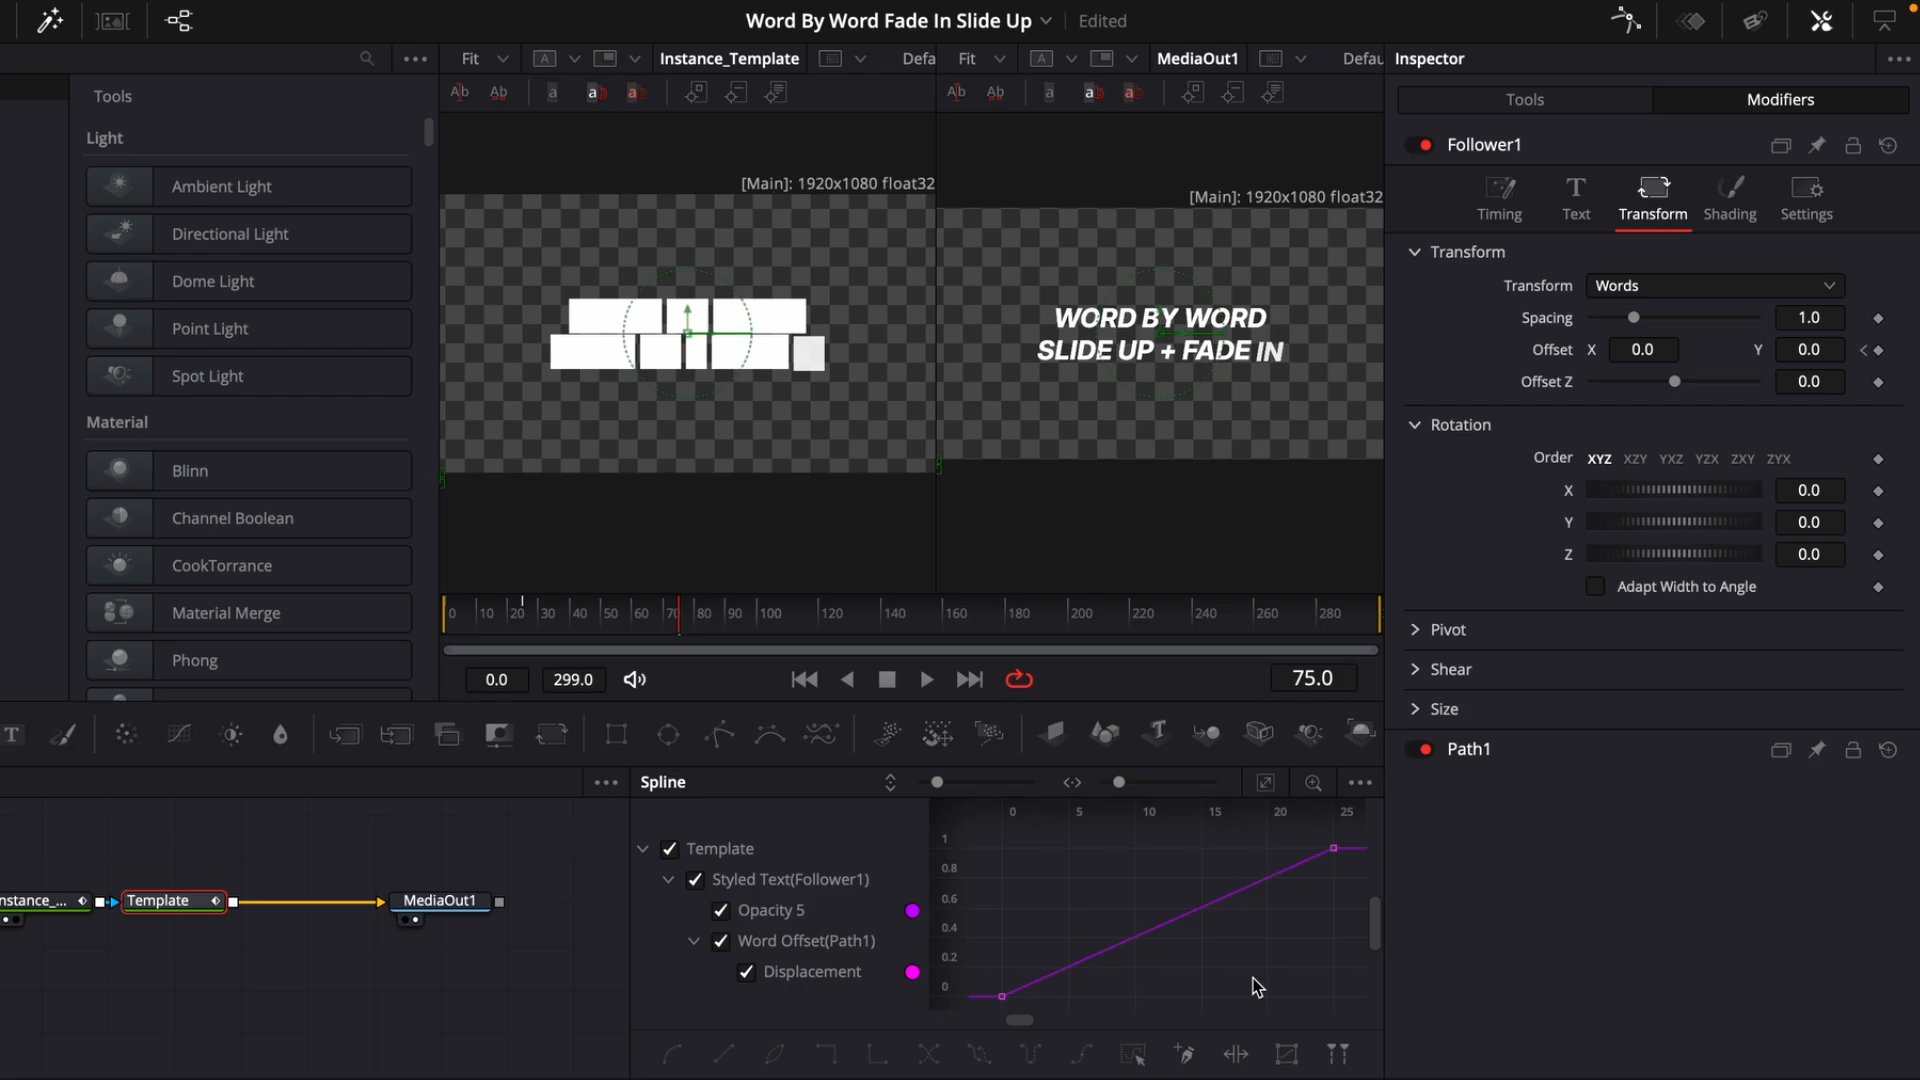 Word By Word Fade In Slide Up Edited
Fit A Instance_Template Defa Fit A MediaOut1 Defau Inspector
Tools
Light
Ambient Light
Directional Light
Dome Light
Point Light
Spot Light
Material
Blinn
Channel Boolean
CookTorrance
Material Merge
Phong
[Main]: 1920x1080 float32
[Main]: 1920x1080 float32
WORD BY WORD
SLIDE UP + FADE IN
0 10 20 30 40 50 60 70 80 90 100 120 140 160 180 200 220 240 260 280
0.0 299.0 75.0
Tools Modifiers
Follower1
Timing Text Transform Shading Settings
Transform
Transform Words
Spacing 1.0
Offset X 0.0 Y 0.0
Offset Z 0.0
Rotation
Order XYZ XZY YXZ YZX ZXY ZYX
X 0.0
Y 0.0
Z 0.0
Adapt Width to Angle
Pivot
Shear
Size
Path1
nstance_...
Template
MediaOut1
Spline
Template
Styled Text(Follower1)
Opacity 5
Word Offset(Path1)
Displacement
0 5 10 15 20 25
1
0.8
0.6
0.4
0.2
0